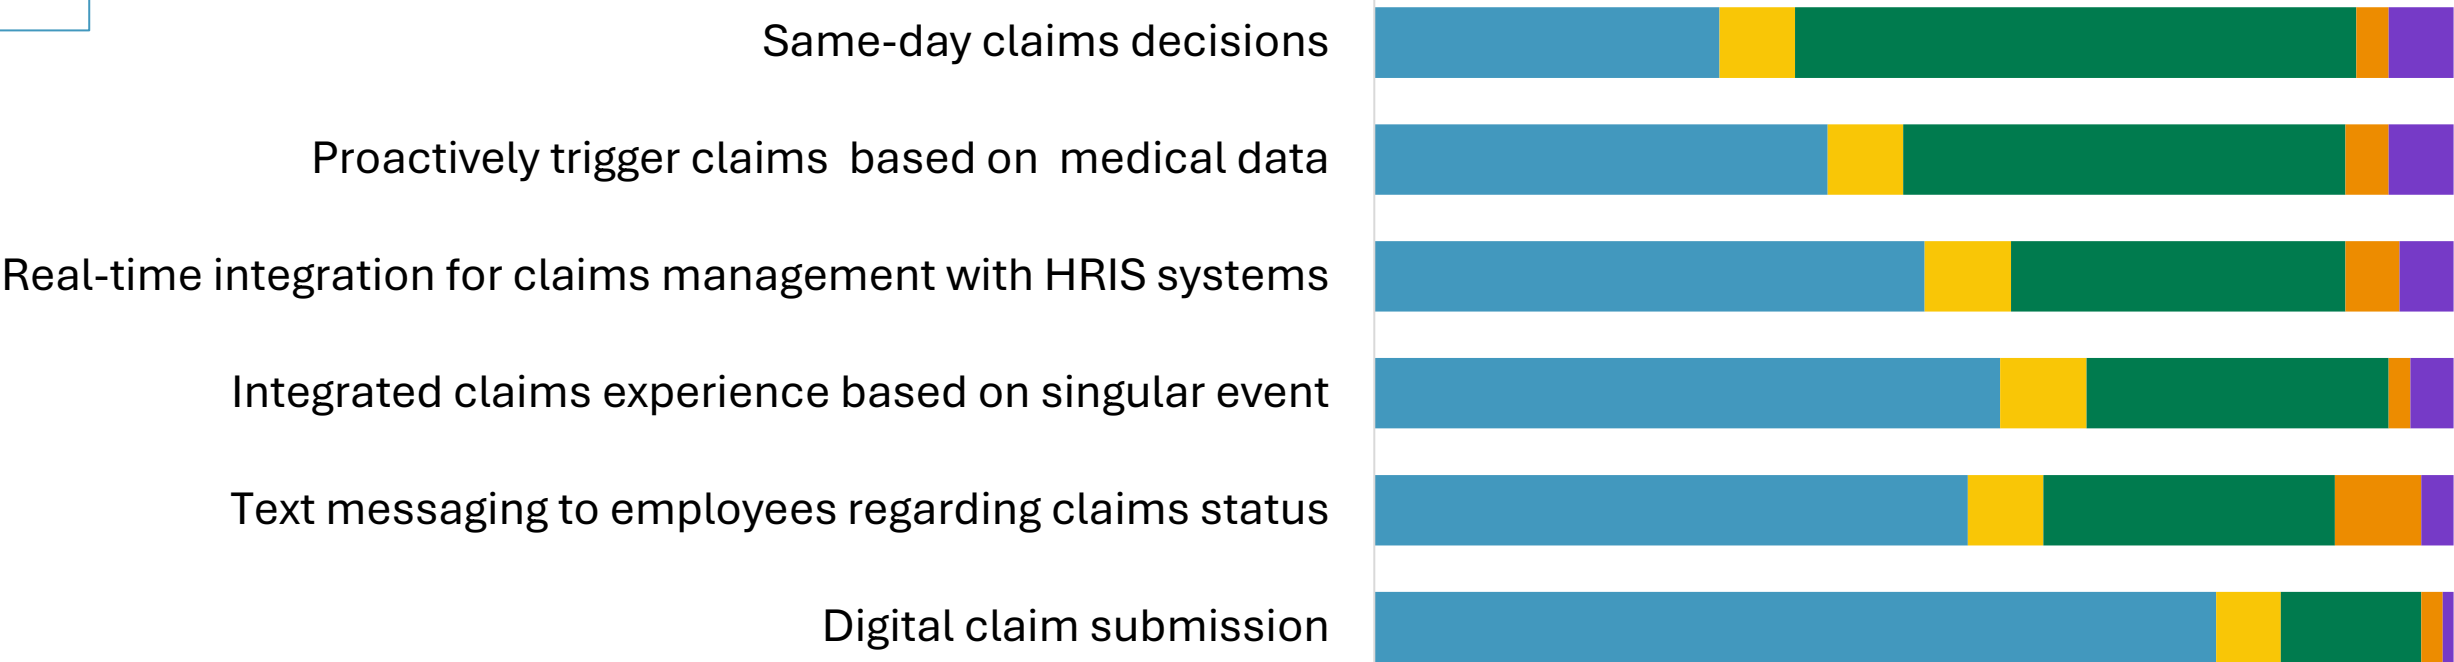 Same-day claims decisions
Proactively trigger claims  based on  medical data
Real-time integration for claims management with HRIS systems
Integrated claims experience based on singular event
Text messaging to employees regarding claims status
Digital claim submission